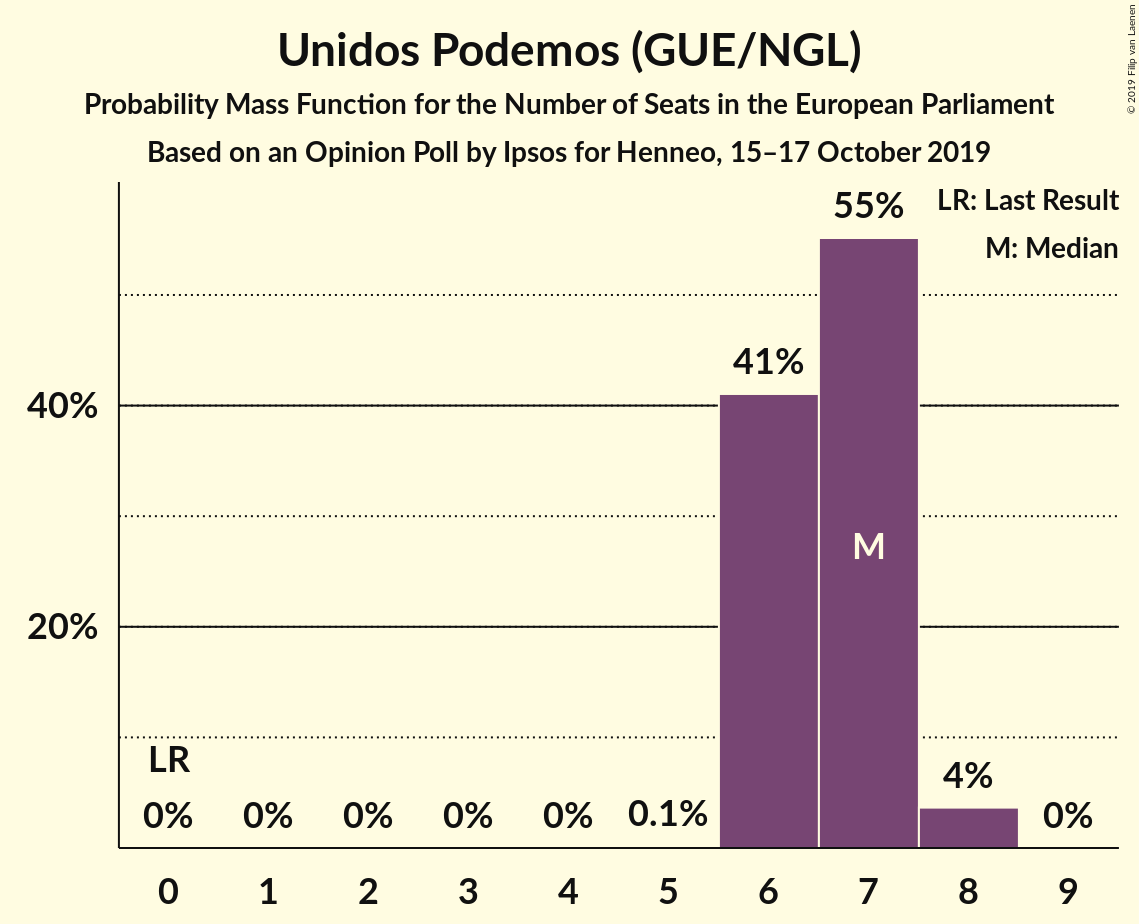 Unidos Podemos (GUE/NGL)
Probability Mass Function for the Number of Seats in the European Parliament
Based on an Opinion Poll by Ipsos for Henneo, 15–17 October 2019
© 2019 Filip van Laenen
LR: Last Result
M: Median
55%
41%
40%
M
20%
LR
4%
0% 0% 0% 0% 0% 0.1% 0%
0 1 2 3 4 5 6 7 8 9